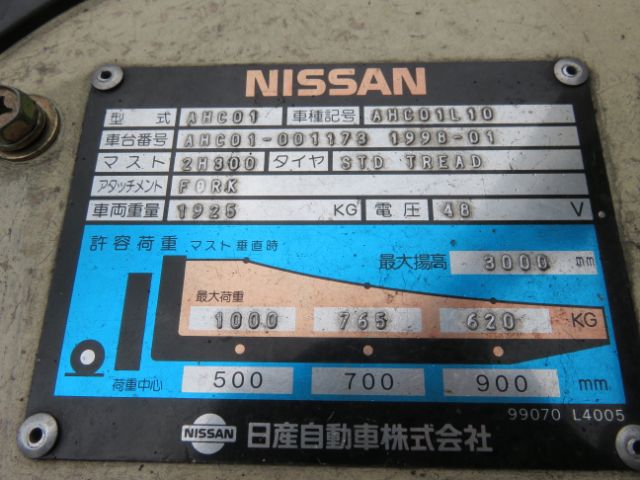 NISSAN
型式 AHC01 車種記号 AHC01L10
車台番号 AHC01-001173 1998-01
マスト 2H300 タイヤ STD TREAD
アタッチメント FORK
車両重量 1925 KG 電圧 48 V
許容荷重 マスト垂直時
最大揚高 3000 mm
最大荷重
1000 765 620 KG
荷重中心 500 700 900 mm
99070 L4005
NISSAN 日産自動車株式会社